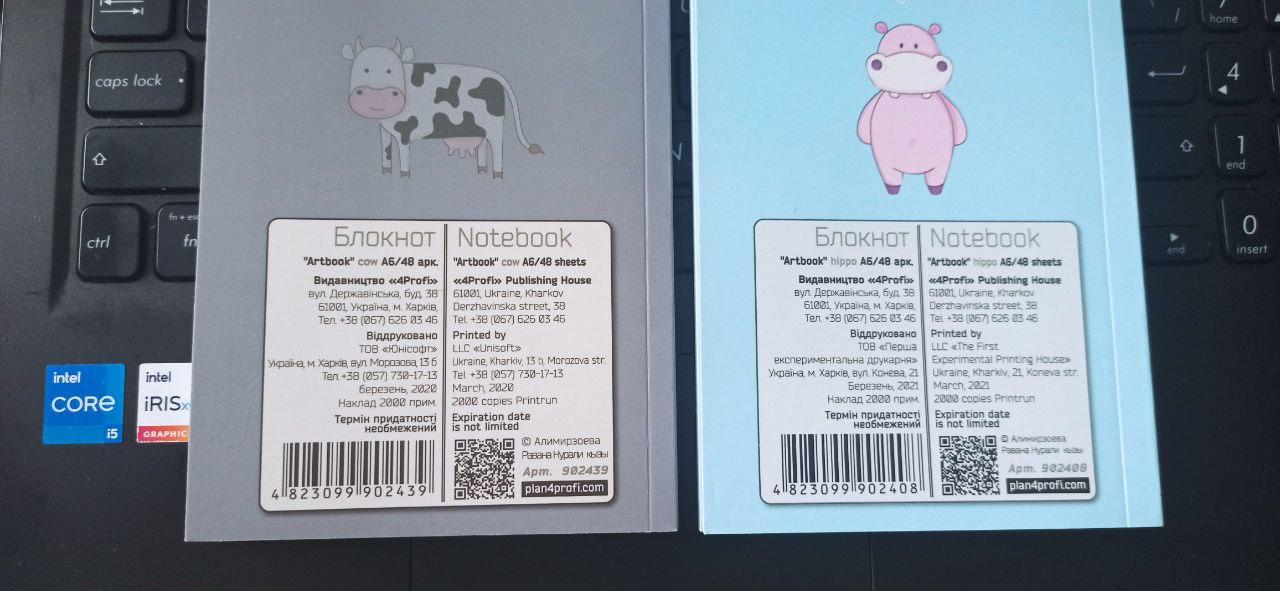 caps lock
ctrl
fn + esc
fn
intel
CORE
i5
intel
iRISxe
GRAPHIC
Блокнот
"Artbook" cow А6/48 арк.
Видавництво «4Profi»
вул. Державінська, буд. 38
61001, Україна, м. Харків,
Тел. +38 (067) 626 03 46
Віддруковано
ТОВ «Юнісофт»
Україна, м. Харків, вул. Морозова, 13 б
Тел. +38 (057) 730-17-13
березень, 2020
Наклад 2000 прим.
Термін придатності
необмежений
4 823099 902439
Notebook
"Artbook" cow A6/48 sheets
«4Profi» Publishing House
61001, Ukraine, Kharkov
Derzhavinska street, 38
Tel. +38 (067) 626 03 46
Printed by
LLC «Unisoft»
Ukraine, Kharkiv, 13 b, Morozova str.
Tel. +38 (057) 730-17-13
March, 2020
2000 copies Printrun
Expiration date
is not limited
© Алимирзоева
Равана Нурали кызы
Арт. 902439
plan4profi.com
Блокнот
"Artbook" hippo А6/48 арк.
Видавництво «4Profi»
вул. Державінська, буд. 38
61001, Україна, м. Харків,
Тел. +38 (067) 626 03 46
Віддруковано
ТОВ «Перша
експериментальна друкарня»
Україна, м. Харків, вул. Конєва, 21
Березень, 2021
Наклад 2000 прим.
Термін придатності
необмежений
4 823099 902408
Notebook
"Artbook" hippo A6/48 sheets
«4Profi» Publishing House
61001, Ukraine, Kharkov
Derzhavinska street, 38
Tel. +38 (067) 626 03 46
Printed by
LLC «The First
Experimental Printing House»
Ukraine, Kharkiv, 21, Koneva str.
March, 2021
2000 copies Printrun
Expiration date
is not limited
© Алимирзоева
Равана Нурали кызы
Арт. 902408
plan4profi.com
7
home
4
1
end
0
insert
end